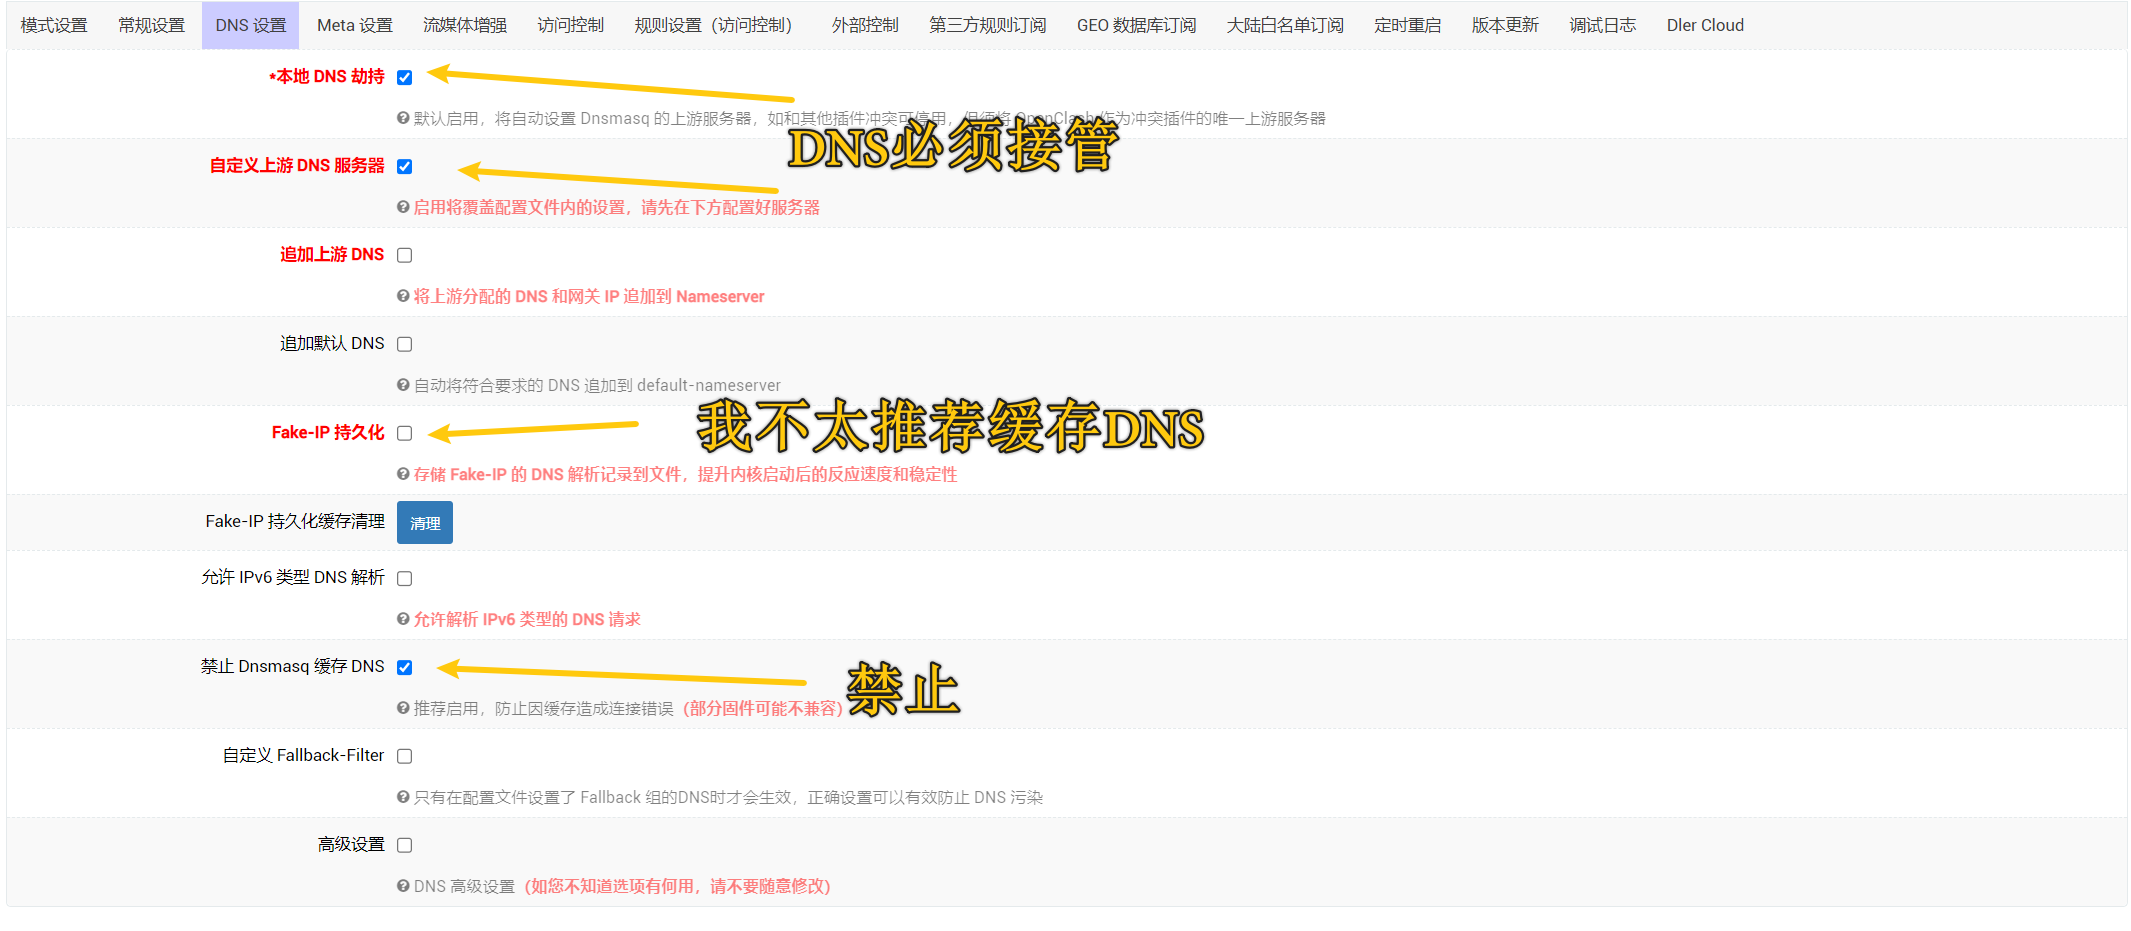 模式设置 常规设置 DNS 设置 Meta 设置 流媒体增强 访问控制 规则设置（访问控制） 外部控制 第三方规则订阅 GEO 数据库订阅 大陆白名单订阅 定时重启 版本更新 调试日志 Dler Cloud
*本地 DNS 劫持
默认启用，将自动设置 Dnsmasq 的上游服务器，如和其他插件冲突可停用，但须将 OpenClash 作为冲突插件的唯一上游服务器
DNS必须接管
自定义上游 DNS 服务器
启用将覆盖配置文件内的设置，请先在下方配置好服务器
追加上游 DNS
将上游分配的 DNS 和网关 IP 追加到 Nameserver
追加默认 DNS
自动将符合要求的 DNS 追加到 default-nameserver
Fake-IP 持久化
我不太推荐缓存DNS
存储 Fake-IP 的 DNS 解析记录到文件，提升内核启动后的反应速度和稳定性
Fake-IP 持久化缓存清理 清理
允许 IPv6 类型 DNS 解析
允许解析 IPv6 类型的 DNS 请求
禁止 Dnsmasq 缓存 DNS
禁止
推荐启用，防止因缓存造成连接错误（部分固件可能不兼容）
自定义 Fallback-Filter
只有在配置文件设置了 Fallback 组的DNS时才会生效，正确设置可以有效防止 DNS 污染
高级设置
DNS 高级设置（如您不知道选项有何用，请不要随意修改）